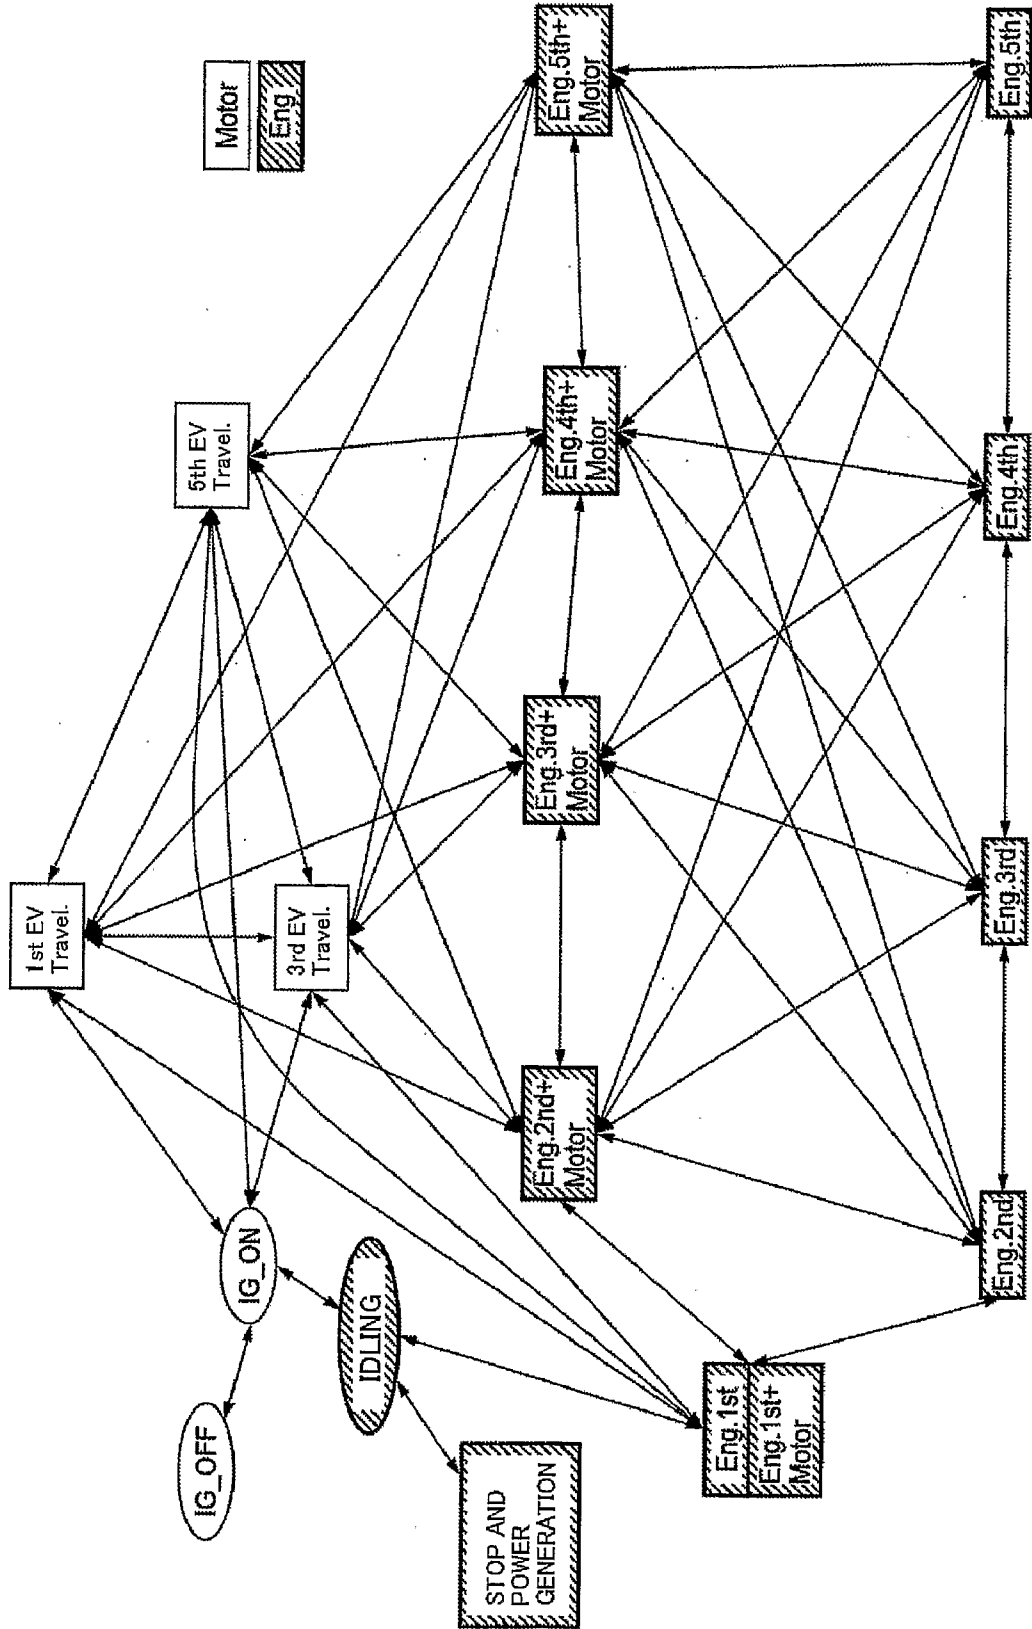 Motor
Eng
1st EV
Travel.
5th EV
Travel.
3rd EV
Travel.
IG_OFF
IG_ON
IDLING
STOP AND
POWER
GENERATION
Eng.1st
Eng.1st+
Motor
Eng.2nd+
Motor
Eng.3rd+
Motor
Eng.4th+
Motor
Eng.5th+
Motor
Eng.2nd
Eng.3rd
Eng.4th
Eng.5th